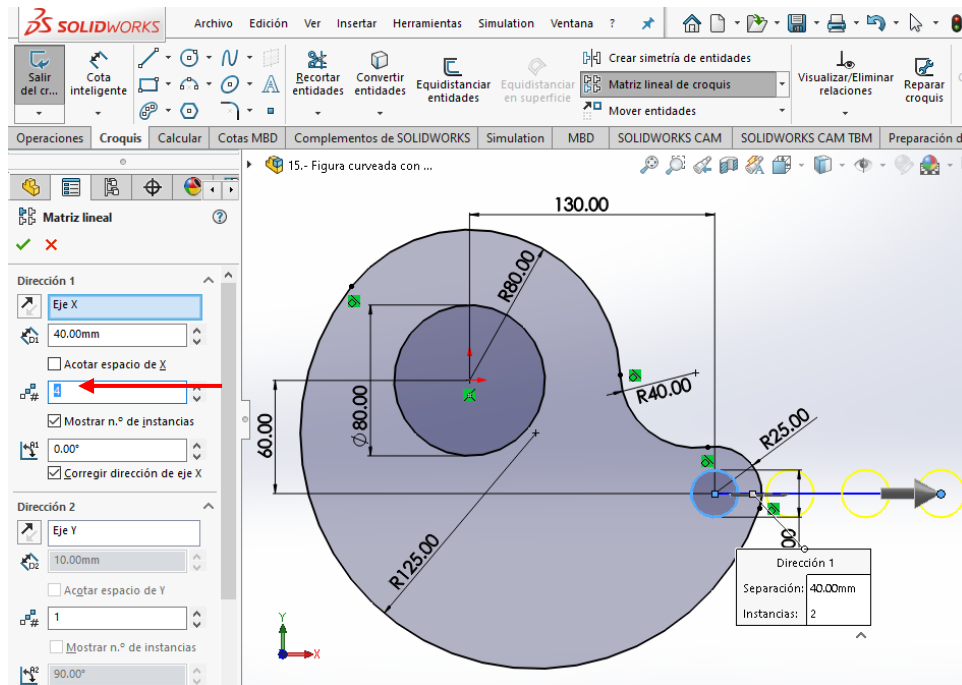 SOLIDWORKS Archivo Edición Ver Insertar Herramientas Simulation Ventana ?
Salir del cr...
Cota inteligente
Recortar entidades
Convertir entidades
Equidistanciar entidades
Equidistanciar en superficie
Crear simetría de entidades
Matriz lineal de croquis
Mover entidades
Visualizar/Eliminar relaciones
Reparar croquis
Operaciones Croquis Calcular Cotas MBD Complementos de SOLIDWORKS Simulation MBD SOLIDWORKS CAM SOLIDWORKS CAM TBM Preparación d
15.- Figura curveada con ...
Matriz lineal
Dirección 1
Eje X
D1 40.00mm
Acotar espacio de X
# 4
Mostrar n.º de instancias
A1 0.00°
Corregir dirección de eje X
Dirección 2
Eje Y
D2 10.00mm
Acotar espacio de Y
# 1
Mostrar n.º de instancias
A2 90.00°
130.00
R80.00
Ø80.00
60.00
R40.00
R25.00
R125.00
00
Dirección 1
Separación: 40.00mm
Instancias: 2
Y
X